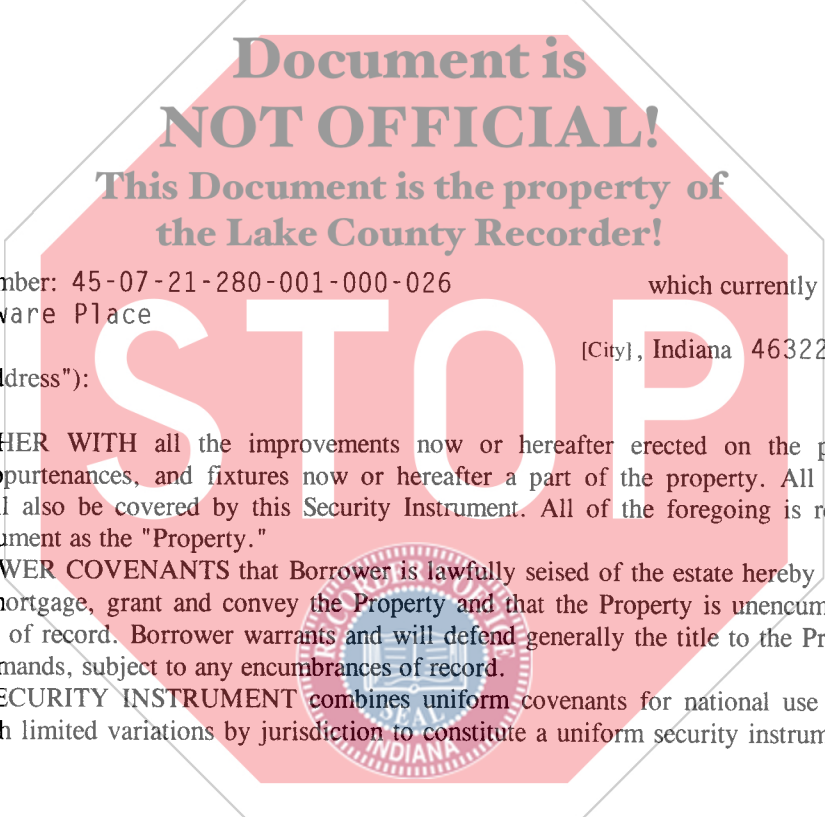 Document is
NOT OFFICIAL!
This Document is the property of
the Lake County Recorder!
mber: 45-07-21-280-001-000-026 which currently
ware Place
[City], Indiana 46322
ddress"):
STOP
HER WITH all the improvements now or hereafter erected on the p
ppurtenances, and fixtures now or hereafter a part of the property. All
l also be covered by this Security Instrument. All of the foregoing is re
ument as the "Property."
WER COVENANTS that Borrower is lawfully seised of the estate hereby
mortgage, grant and convey the Property and that the Property is unencum
of record. Borrower warrants and will defend generally the title to the Pr
mands, subject to any encumbrances of record.
ECURITY INSTRUMENT combines uniform covenants for national use
h limited variations by jurisdiction to constitute a uniform security instrum
SEAL
INDIANA